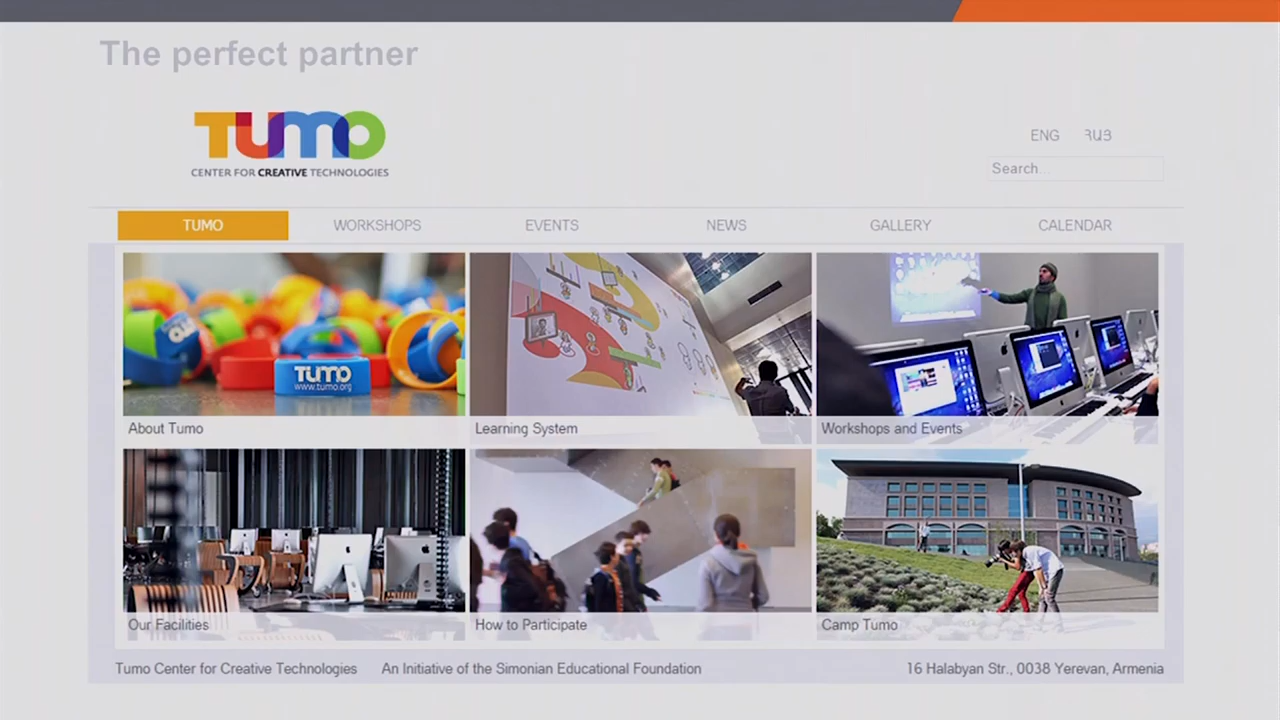 The perfect partner
TUMO
CENTER FOR CREATIVE TECHNOLOGIES
ENG ՀԱՅ
Search...
TUMO WORKSHOPS EVENTS NEWS GALLERY CALENDAR
TUMO
www.tumo.org
About Tumo
Learning System
Workshops and Events
Our Facilities
How to Participate
Camp Tumo
Tumo Center for Creative Technologies An Initiative of the Simonian Educational Foundation 16 Halabyan Str., 0038 Yerevan, Armenia